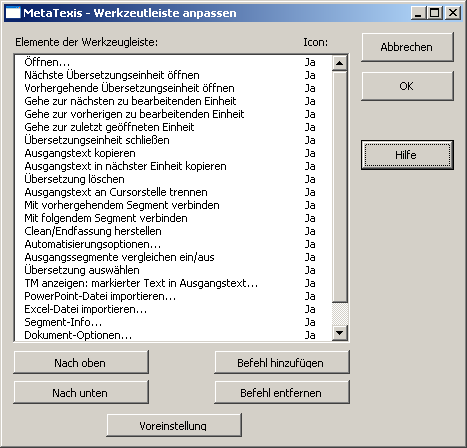 MetaTexis - Werkzeutleiste anpassen
Elemente der Werkzeugleiste: Icon:
Öffnen... Ja
Nächste Übersetzungseinheit öffnen Ja
Vorhergehende Übersetzungseinheit öffnen Ja
Gehe zur nächsten zu bearbeitenden Einheit Ja
Gehe zur vorherigen zu bearbeitenden Einheit Ja
Gehe zur zuletzt geöffneten Einheit Ja
Übersetzungseinheit schließen Ja
Ausgangstext kopieren Ja
Ausgangstext in nächster Einheit kopieren Ja
Übersetzung löschen Ja
Ausgangstext an Cursorstelle trennen Ja
Mit vorhergehendem Segment verbinden Ja
Mit folgendem Segment verbinden Ja
Clean/Endfassung herstellen Ja
Automatisierungsoptionen... Ja
Ausgangssegmente vergleichen ein/aus Ja
Übersetzung auswählen Ja
TM anzeigen: markierter Text in Ausgangstext... Ja
PowerPoint-Datei importieren... Ja
Excel-Datei importieren... Ja
Segment-Info... Ja
Dokument-Optionen... Ja
Abbrechen
OK
Hilfe
Nach oben Befehl hinzufügen
Nach unten Befehl entfernen
Voreinstellung